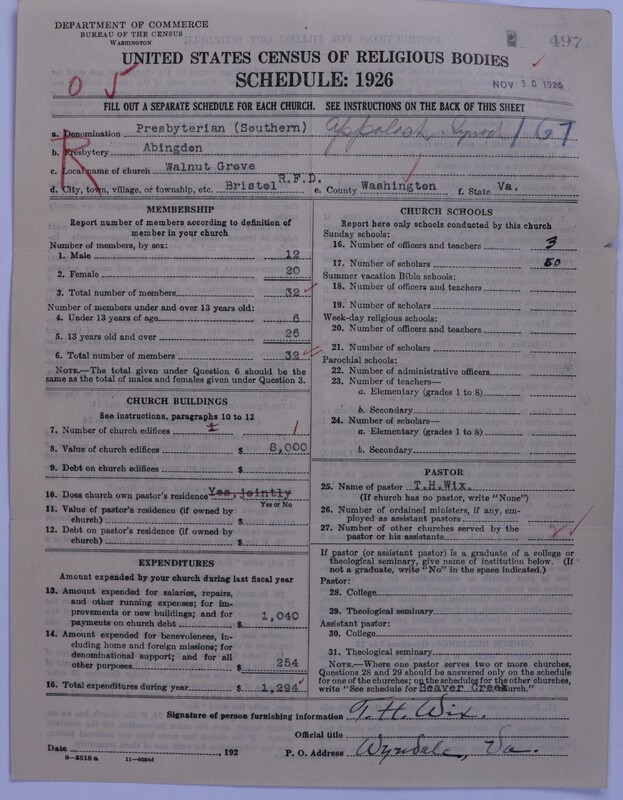 DEPARTMENT OF COMMERCE
BUREAU OF THE CENSUS
WASHINGTON
497
UNITED STATES CENSUS OF RELIGIOUS BODIES
SCHEDULE: 1926
NOV 30 1926
FILL OUT A SEPARATE SCHEDULE FOR EACH CHURCH. SEE INSTRUCTIONS ON THE BACK OF THIS SHEET
05
R
a. Denomination Presbyterian (Southern) Appalach. Synod 167
b. Presbytery Abingdon
c. Local name of church Walnut Grove
d. City, town, village, or township, etc. Bristol R.F.D. e. County Washington f. State Va.
MEMBERSHIP
Report number of members according to definition of
member in your church
Number of members, by sex:
1. Male 12
2. Female 20
3. Total number of members 32
Number of members under and over 13 years old:
4. Under 13 years of age 6
5. 13 years old and over 26
6. Total number of members 32
NOTE.—The total given under Question 6 should be the
same as the total of males and females given under Question 3.
CHURCH BUILDINGS
See instructions, paragraphs 10 to 12
7. Number of church edifices 1
8. Value of church edifices $ 8,000
9. Debt on church edifices $
10. Does church own pastor's residence Yes, jointly
Yes or No
11. Value of pastor's residence (if owned by
church) $
12. Debt on pastor's residence (if owned by
church) $
EXPENDITURES
Amount expended by your church during last fiscal year
13. Amount expended for salaries, repairs,
and other running expenses; for im-
provements or new buildings; and for
payments on church debt $ 1,040
14. Amount expended for benevolences, in-
cluding home and foreign missions; for
denominational support; and for all
other purposes $ 254
15. Total expenditures during year $ 1,294
CHURCH SCHOOLS
Report here only schools conducted by this church
Sunday schools:
16. Number of officers and teachers 3
17. Number of scholars 50
Summer vacation Bible schools:
18. Number of officers and teachers
19. Number of scholars
Week-day religious schools:
20. Number of officers and teachers
21. Number of scholars
Parochial schools:
22. Number of administrative officers
23. Number of teachers—
a. Elementary (grades 1 to 8)
b. Secondary
24. Number of scholars—
a. Elementary (grades 1 to 8)
b. Secondary
PASTOR
25. Name of pastor T.H.Wix.
(If church has no pastor, write "None")
26. Number of ordained ministers, if any, em-
ployed as assistant pastors
27. Number of other churches served by the
pastor or his assistants 2
If pastor (or assistant pastor) is a graduate of a college or
theological seminary, give name of institution below. (If
not a graduate, write "No" in the space indicated.)
Pastor:
28. College
29. Theological seminary
Assistant pastor:
30. College
31. Theological seminary
NOTE.—Where one pastor serves two or more churches,
Questions 28 and 29 should be answered only on the schedule
for one of the churches; on the schedules for the other churches,
write "See schedule for Beaver Creek Church."
Signature of person furnishing information T. H. Wix.
Official title
Date , 192
P. O. Address Wyndale, Va.
8—5518 a 11—9054d